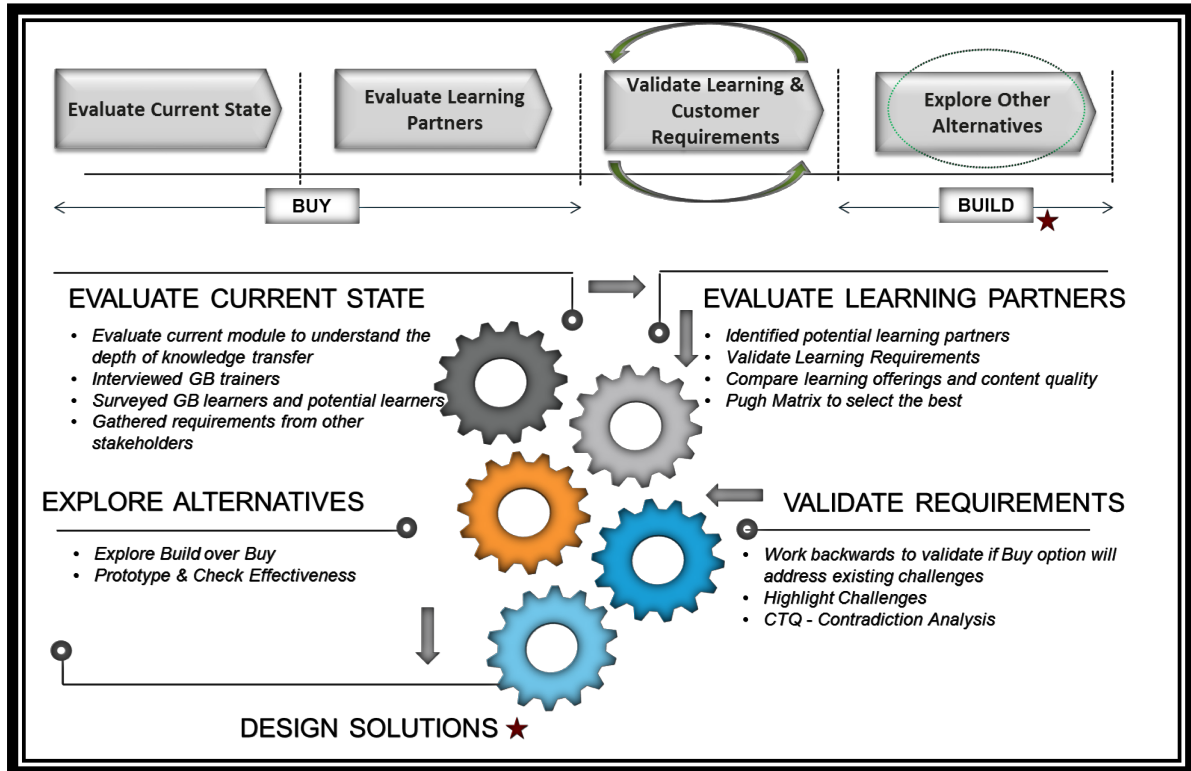 Evaluate Current State
Evaluate Learning
Partners
Validate Learning &
Customer
Requirements
Explore Other
Alternatives
BUY
BUILD
EVALUATE CURRENT STATE
• Evaluate current module to understand the
depth of knowledge transfer
• Interviewed GB trainers
• Surveyed GB learners and potential learners
• Gathered requirements from other
stakeholders
EVALUATE LEARNING PARTNERS
• Identified potential learning partners
• Validate Learning Requirements
• Compare learning offerings and content quality
• Pugh Matrix to select the best
EXPLORE ALTERNATIVES
• Explore Build over Buy
• Prototype & Check Effectiveness
VALIDATE REQUIREMENTS
• Work backwards to validate if Buy option will
address existing challenges
• Highlight Challenges
• CTQ - Contradiction Analysis
DESIGN SOLUTIONS